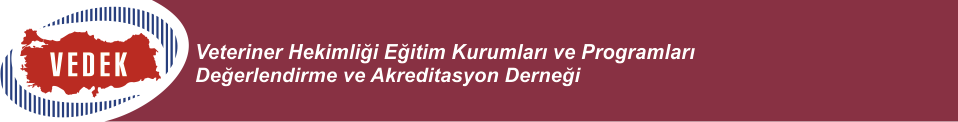 VEDEK
Veteriner Hekimliği Eğitim Kurumları ve Programları
Değerlendirme ve Akreditasyon Derneği